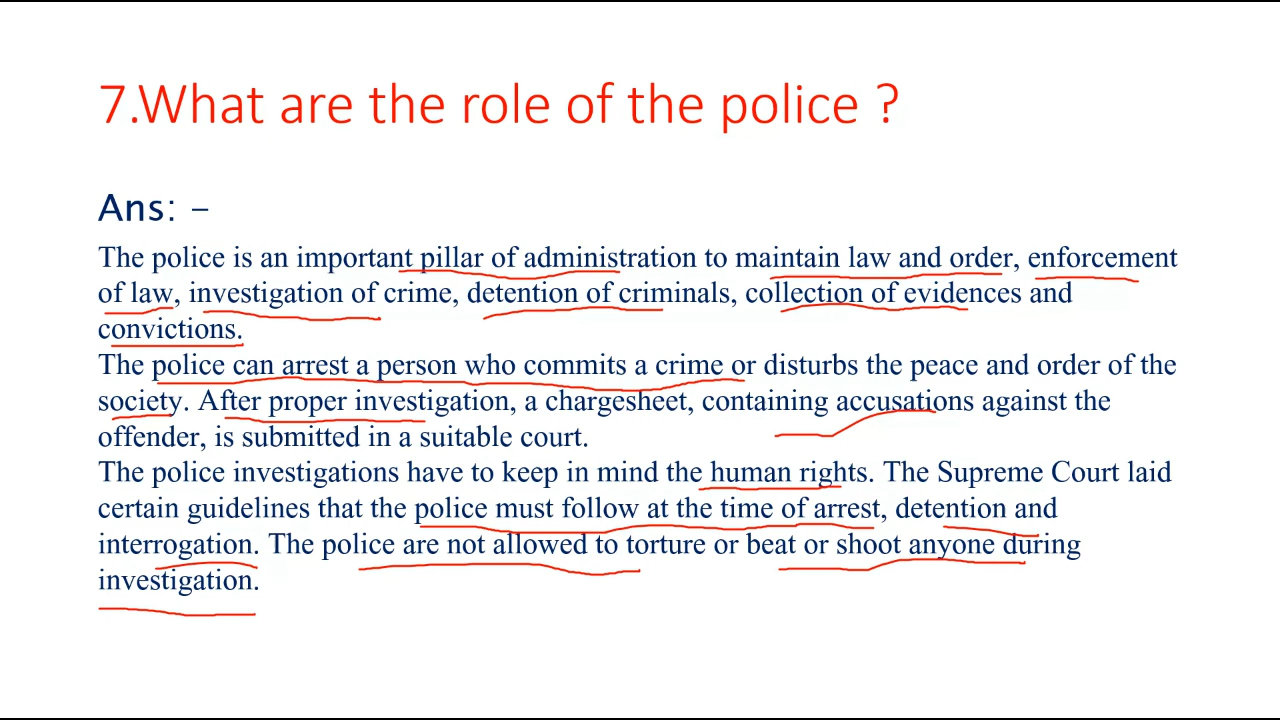 7.What are the role of the police ?
Ans: –
The police is an important pillar of administration to maintain law and order, enforcement
of law, investigation of crime, detention of criminals, collection of evidences and
convictions.
The police can arrest a person who commits a crime or disturbs the peace and order of the
society. After proper investigation, a chargesheet, containing accusations against the
offender, is submitted in a suitable court.
The police investigations have to keep in mind the human rights. The Supreme Court laid
certain guidelines that the police must follow at the time of arrest, detention and
interrogation. The police are not allowed to torture or beat or shoot anyone during
investigation.